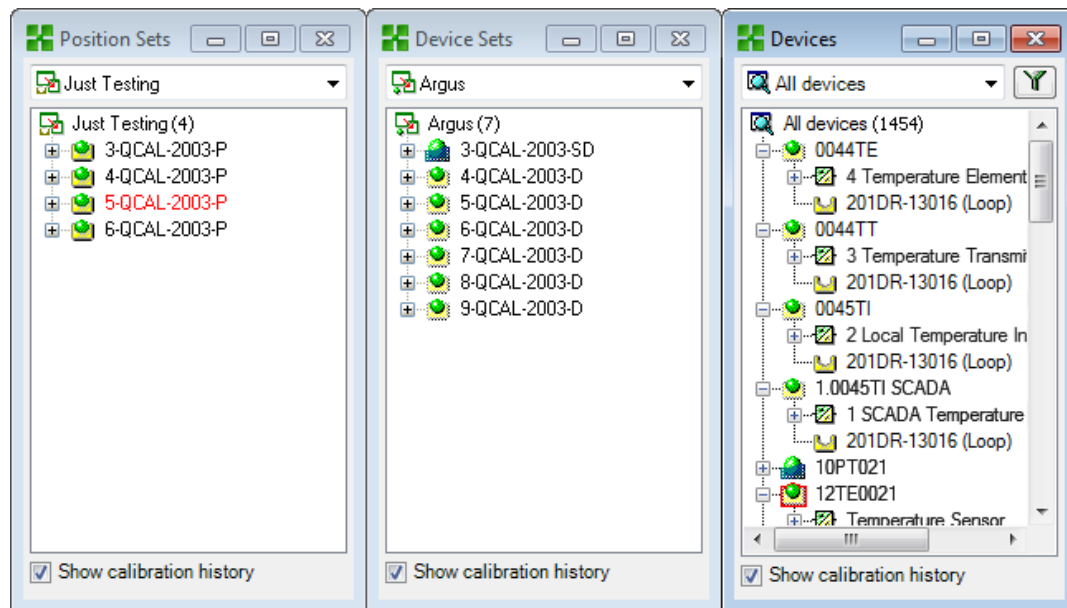 Position Sets
Just Testing
Just Testing (4)
3-QCAL-2003-P
4-QCAL-2003-P
5-QCAL-2003-P
6-QCAL-2003-P
Show calibration history
Device Sets
Argus
Argus (7)
3-QCAL-2003-SD
4-QCAL-2003-D
5-QCAL-2003-D
6-QCAL-2003-D
7-QCAL-2003-D
8-QCAL-2003-D
9-QCAL-2003-D
Show calibration history
Devices
All devices
All devices (1454)
0044TE
4 Temperature Element
201DR-13016 (Loop)
0044TT
3 Temperature Transmi
201DR-13016 (Loop)
0045TI
2 Local Temperature In
201DR-13016 (Loop)
1.0045TI SCADA
1 SCADA Temperature
201DR-13016 (Loop)
10PT021
12TE0021
Temperature Sensor
Show calibration history